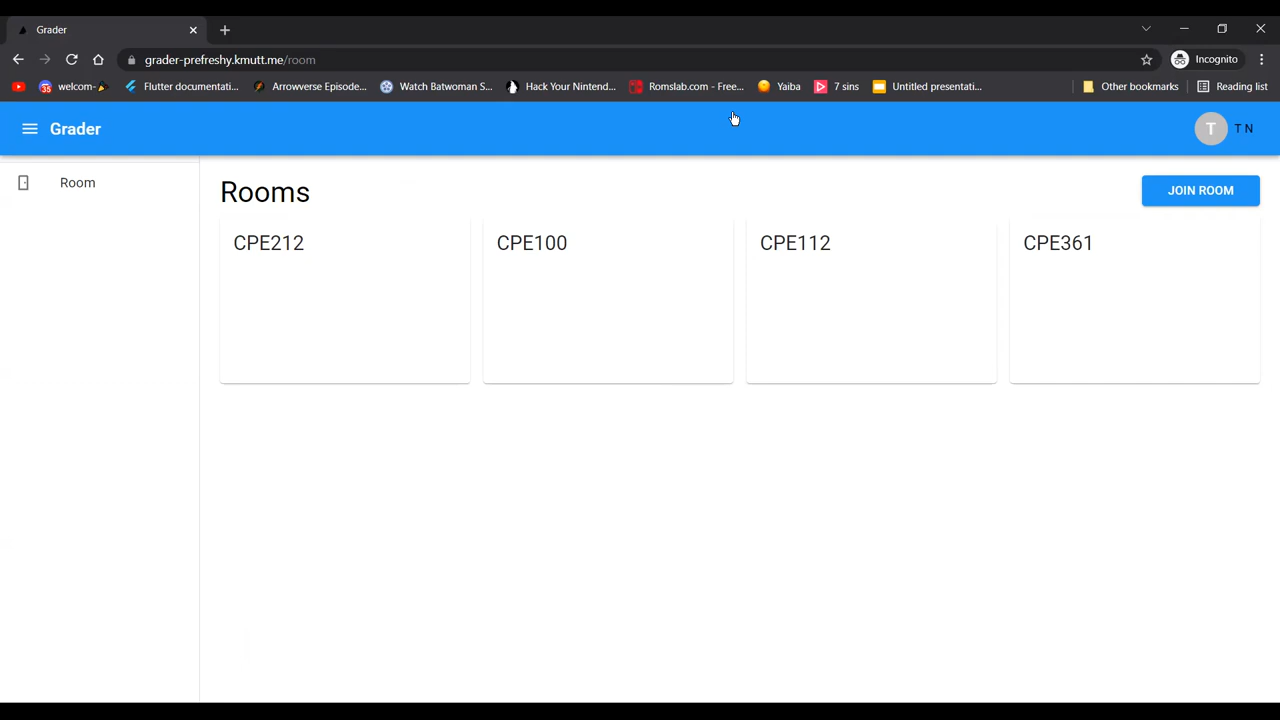 Grader
grader-prefreshy.kmutt.me/room
Incognito
35 welcom- Flutter documentati... Arrowverse Episode... Watch Batwoman S... Hack Your Nintend... Romslab.com - Free... Yaiba 7 sins Untitled presentati... Other bookmarks Reading list
Grader T T N
Room
Rooms JOIN ROOM
CPE212 CPE100 CPE112 CPE361